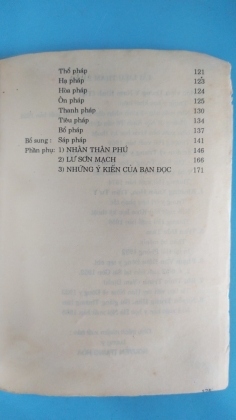 Thổ pháp 121
Hạ pháp 123
Hòa pháp 124
Ôn pháp 125
Thanh pháp 130
Tiêu pháp 134
Bổ pháp 137
Bổ sung : Sáp pháp 141
Phần phụ: 1) NHÂN THÂN PHÚ 146
2) LƯ SƠN MẠCH 166
3) NHỮNG Ý KIẾN CỦA BẠN ĐỌC 171